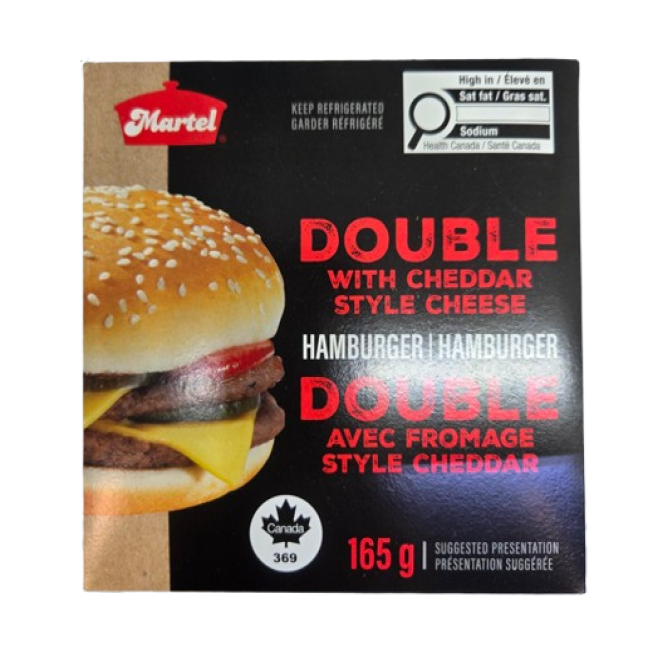 Martel
KEEP REFRIGERATED
GARDER RÉFRIGÉRÉ
High in / Élevé en
Sat fat / Gras sat.
Sodium
Health Canada / Santé Canada
DOUBLE
WITH CHEDDAR
STYLE CHEESE
HAMBURGER | HAMBURGER
DOUBLE
AVEC FROMAGE
STYLE CHEDDAR
Canada
369
165 g
SUGGESTED PRESENTATION
PRÉSENTATION SUGGÉRÉE